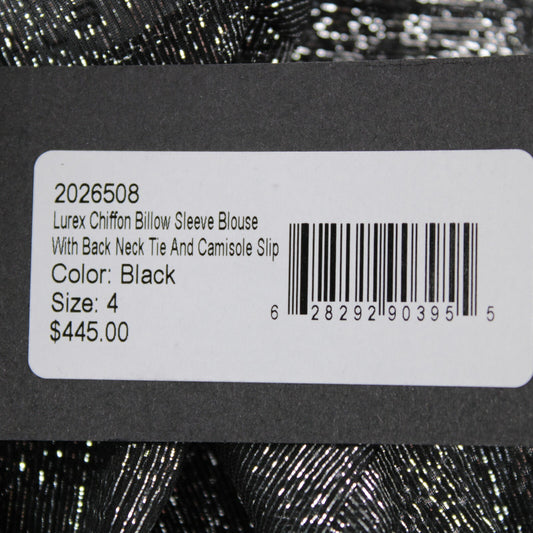 2026508
Lurex Chiffon Billow Sleeve Blouse
With Back Neck Tie And Camisole Slip
Color: Black
Size: 4
$445.00
6 28292 90395 5